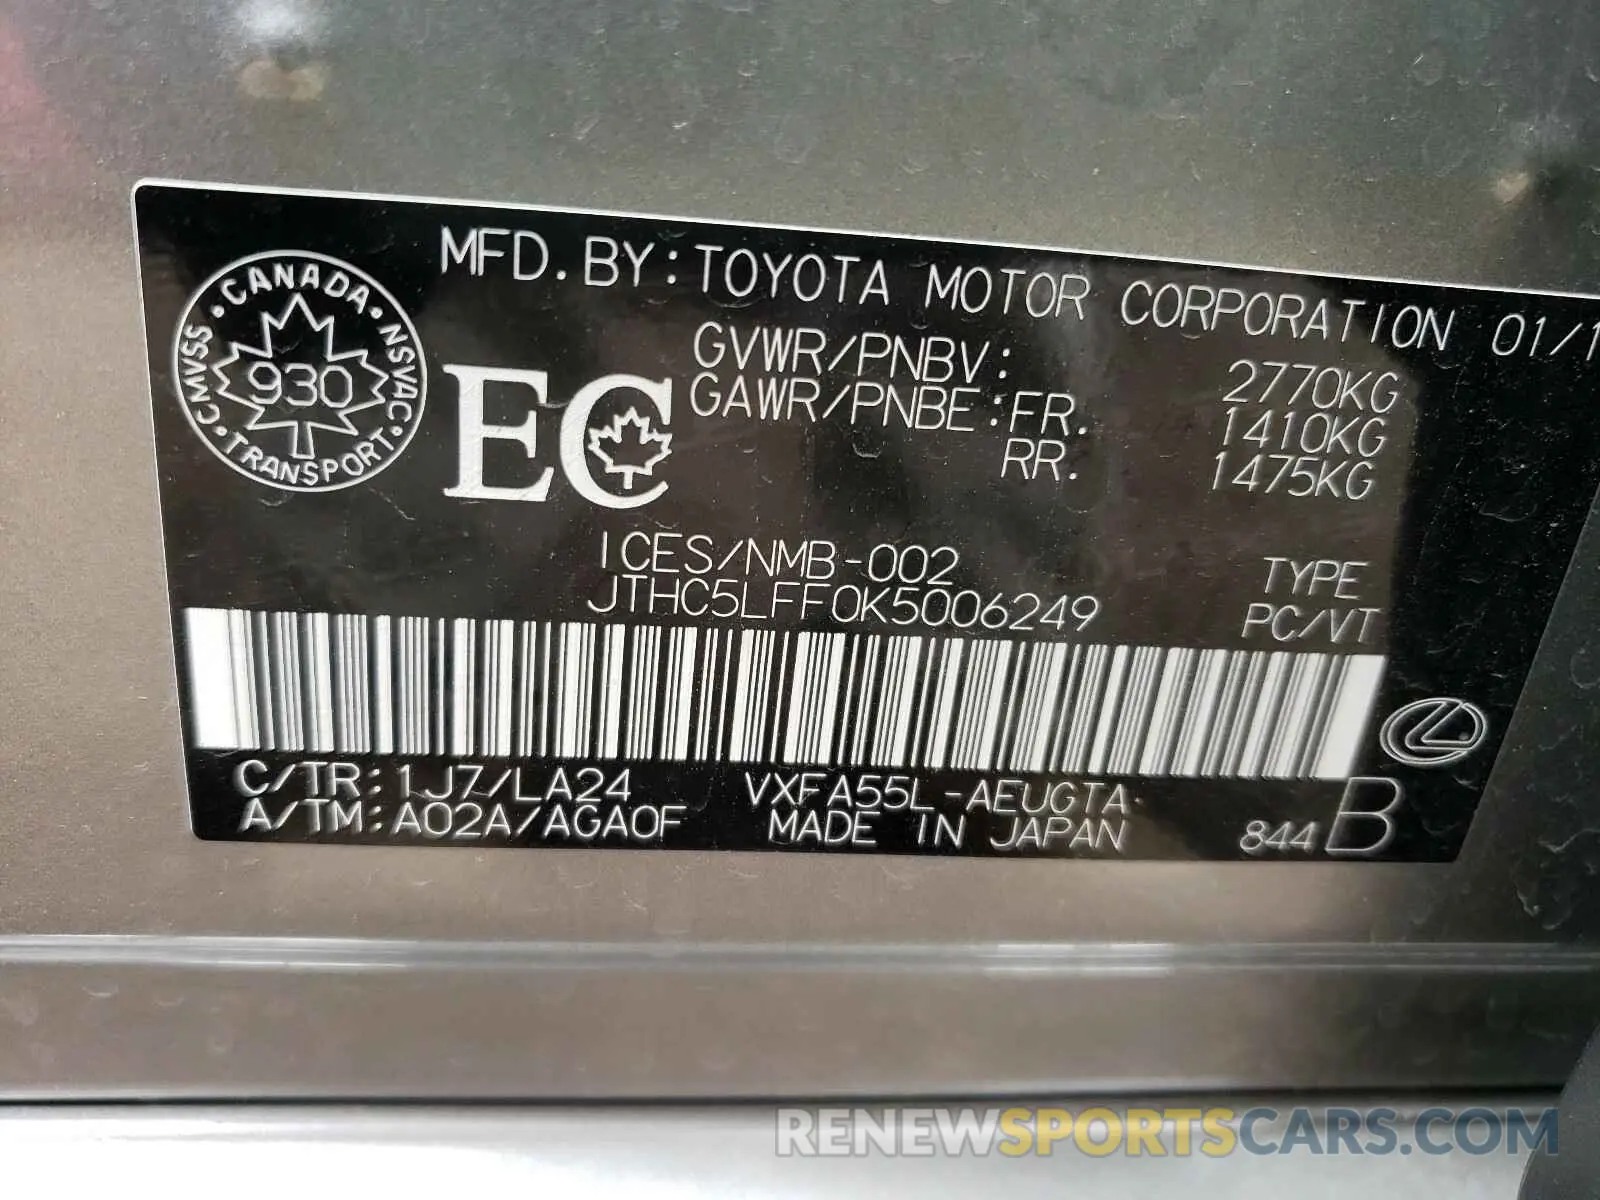 MFD.BY:TOYOTA MOTOR CORPORATION 01/1
CANADA
CMVSS NSVAC
930
TRANSPORT
EC
GVWR/PNBV: 2770KG
GAWR/PNBE:FR. 1410KG
RR. 1475KG
ICES/NMB-002 TYPE
JTHC5LFF0K5006249 PC/VT
C/TR:1J7/LA24 VXFA55L-AEUGTA
A/TM:A02A/AGA0F MADE IN JAPAN 844 B
RENEWSPORTSCARS.COM